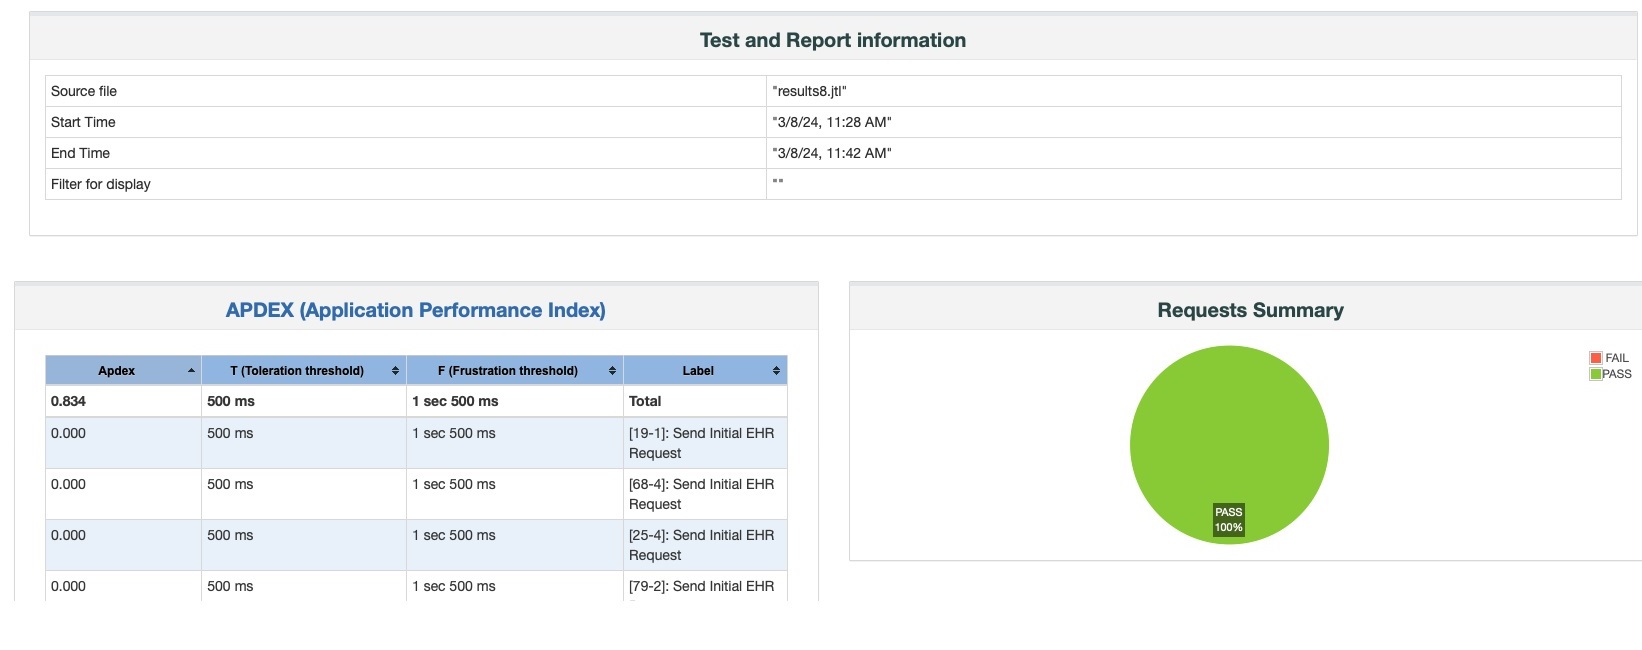 Test and Report information
Source file "results8.jtl"
Start Time "3/8/24, 11:28 AM"
End Time "3/8/24, 11:42 AM"
Filter for display ""
APDEX (Application Performance Index)
Apdex T (Toleration threshold) F (Frustration threshold) Label
0.834 500 ms 1 sec 500 ms Total
0.000 500 ms 1 sec 500 ms [19-1]: Send Initial EHR
Request
0.000 500 ms 1 sec 500 ms [68-4]: Send Initial EHR
Request
0.000 500 ms 1 sec 500 ms [25-4]: Send Initial EHR
Request
0.000 500 ms 1 sec 500 ms [79-2]: Send Initial EHR
Requests Summary
FAIL
PASS
PASS
100%